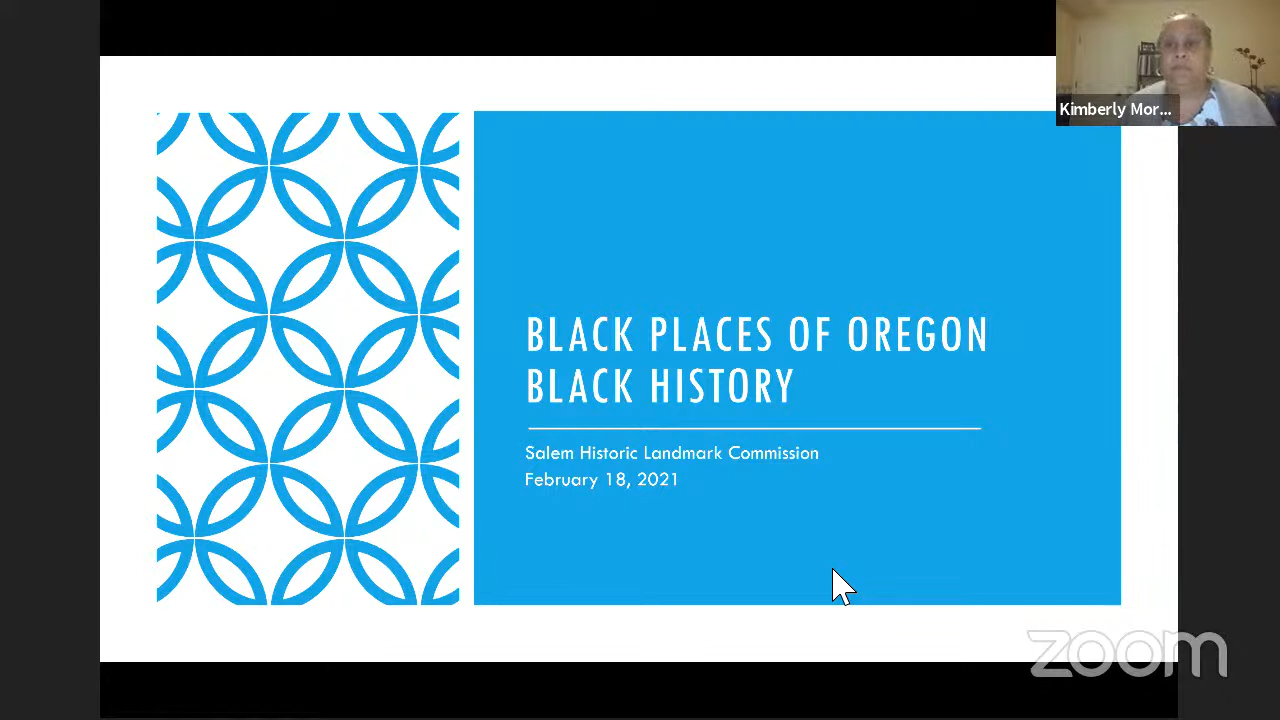 Kimberly Mor...
BLACK PLACES OF OREGON
BLACK HISTORY
Salem Historic Landmark Commission
February 18, 2021
zoom